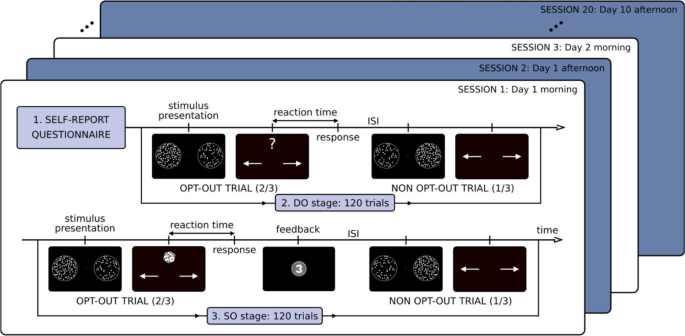 SESSION 20: Day 10 afternoon
SESSION 3: Day 2 morning
SESSION 2: Day 1 afternoon
SESSION 1: Day 1 morning
1. SELF-REPORT
QUESTIONNAIRE
stimulus
presentation
reaction time
response
ISI
?
OPT-OUT TRIAL (2/3)
NON OPT-OUT TRIAL (1/3)
2. DO stage: 120 trials
stimulus
presentation
reaction time
response
feedback
ISI
time
3
OPT-OUT TRIAL (2/3)
NON OPT-OUT TRIAL (1/3)
3. SO stage: 120 trials